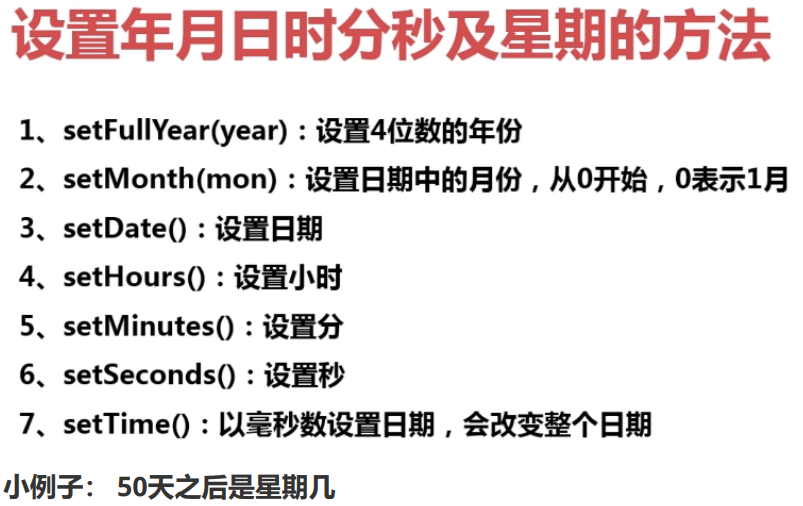 设置年月日时分秒及星期的方法
1、setFullYear(year)：设置4位数的年份
2、setMonth(mon)：设置日期中的月份，从0开始，0表示1月
3、setDate()：设置日期
4、setHours()：设置小时
5、setMinutes()：设置分
6、setSeconds()：设置秒
7、setTime()：以毫秒数设置日期，会改变整个日期
小例子： 50天之后是星期几